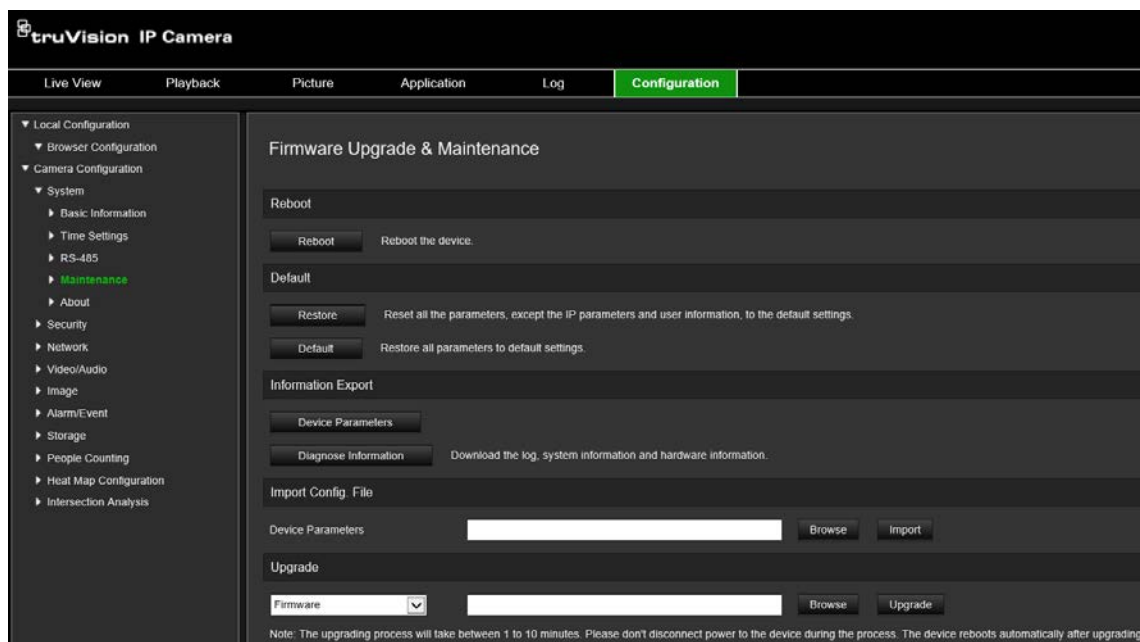 truVision IP Camera
Live View Playback Picture Application Log Configuration
Local Configuration
Browser Configuration
Camera Configuration
System
Basic Information
Time Settings
RS-485
Maintenance
About
Security
Network
Video/Audio
Image
Alarm/Event
Storage
People Counting
Heat Map Configuration
Intersection Analysis
Firmware Upgrade & Maintenance
Reboot
Reboot Reboot the device.
Default
Restore Reset all the parameters, except the IP parameters and user information, to the default settings.
Default Restore all parameters to default settings.
Information Export
Device Parameters
Diagnose Information Download the log, system information and hardware information.
Import Config. File
Device Parameters Browse Import
Upgrade
Firmware Browse Upgrade
Note: The upgrading process will take between 1 to 10 minutes. Please don't disconnect power to the device during the process. The device reboots automatically after upgrading